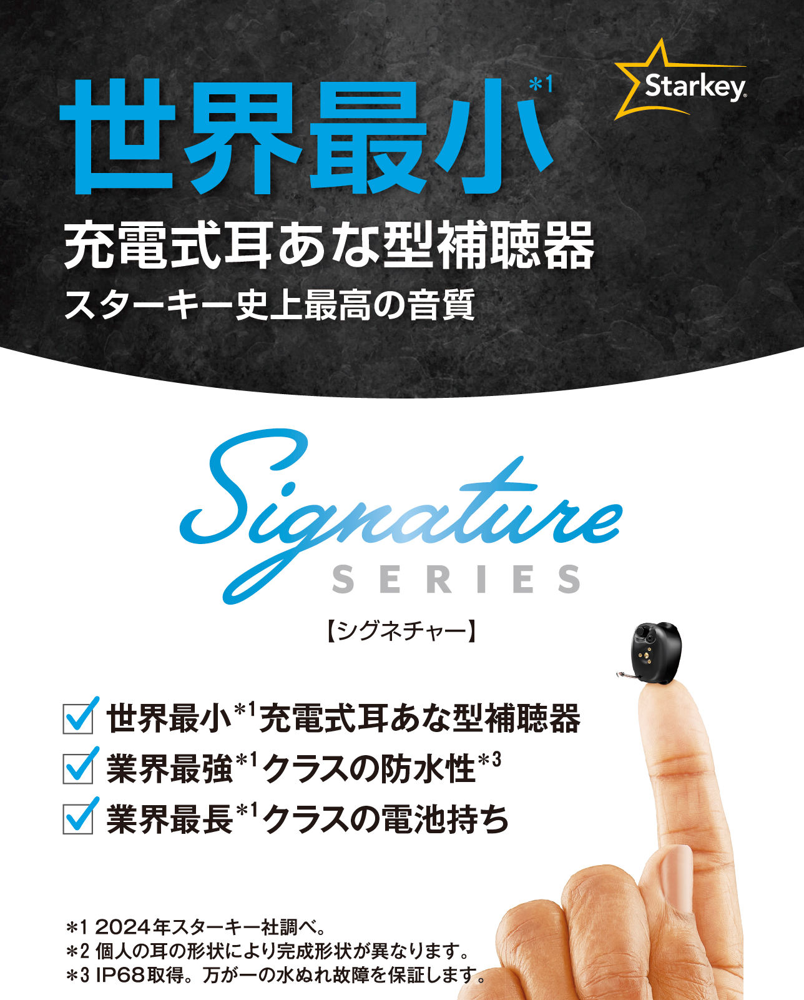 世界最小*1
Starkey®
充電式耳あな型補聴器
スターキー史上最高の音質
Signature
SERIES
【シグネチャー】
世界最小*1充電式耳あな型補聴器
業界最強*1クラスの防水性*3
業界最長*1クラスの電池持ち
*1 2024年スターキー社調べ。
*2 個人の耳の形状により完成形状が異なります。
*3 IP68取得。万が一の水ぬれ故障を保証します。